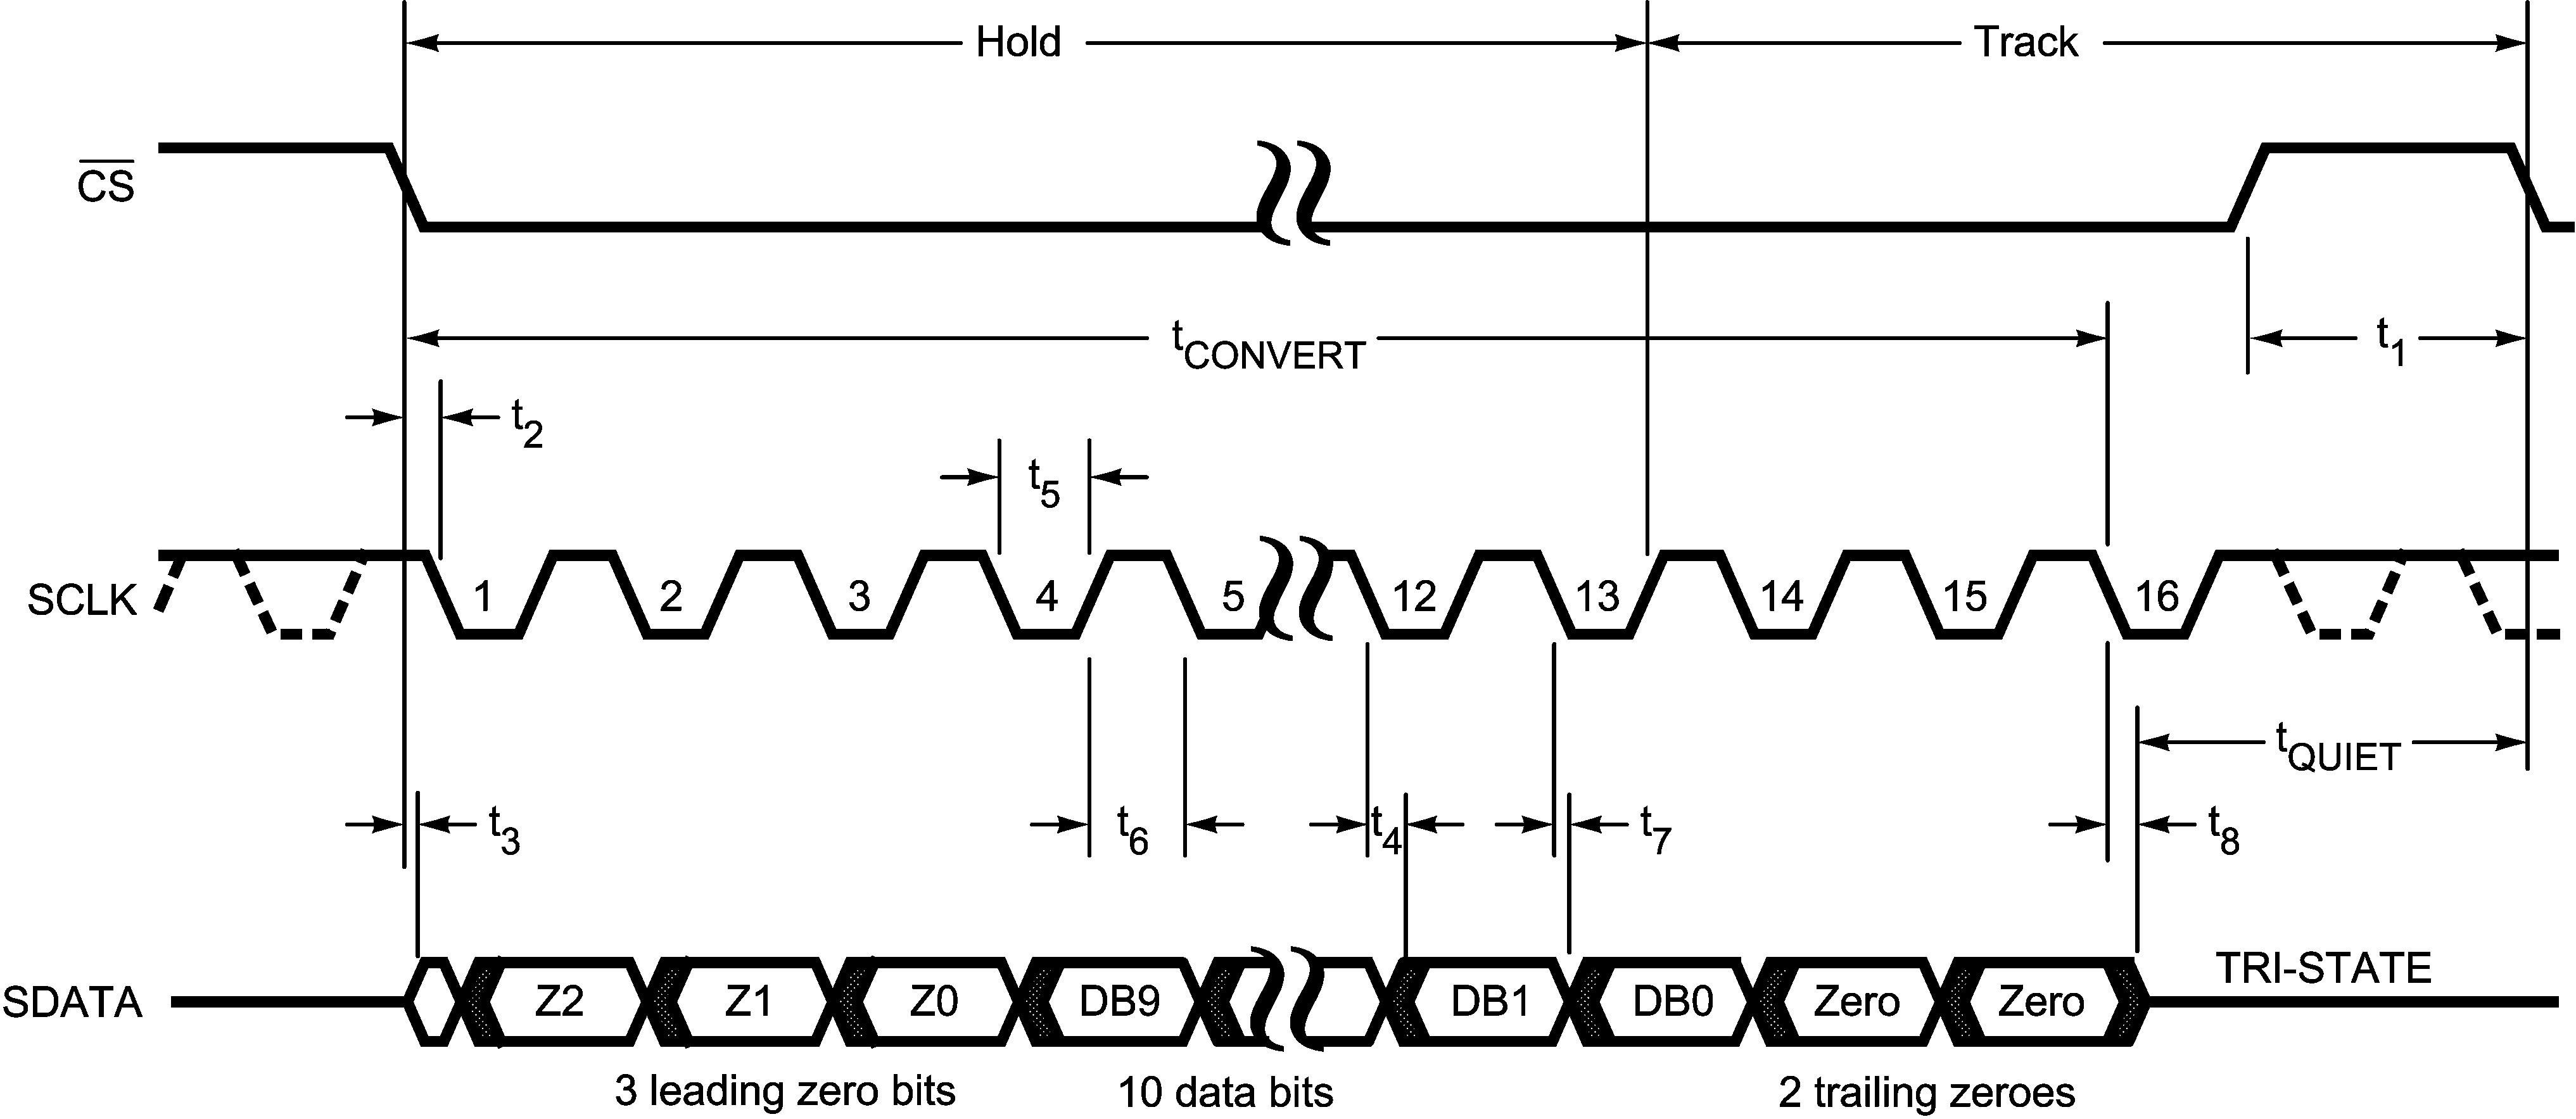 Hold Track
CS
tCONVERT t1
t2
t5
SCLK 1 2 3 4 5 12 13 14 15 16
tQUIET
t3 t6 t4 t7 t8
SDATA Z2 Z1 Z0 DB9 DB1 DB0 Zero Zero TRI-STATE
3 leading zero bits 10 data bits 2 trailing zeroes